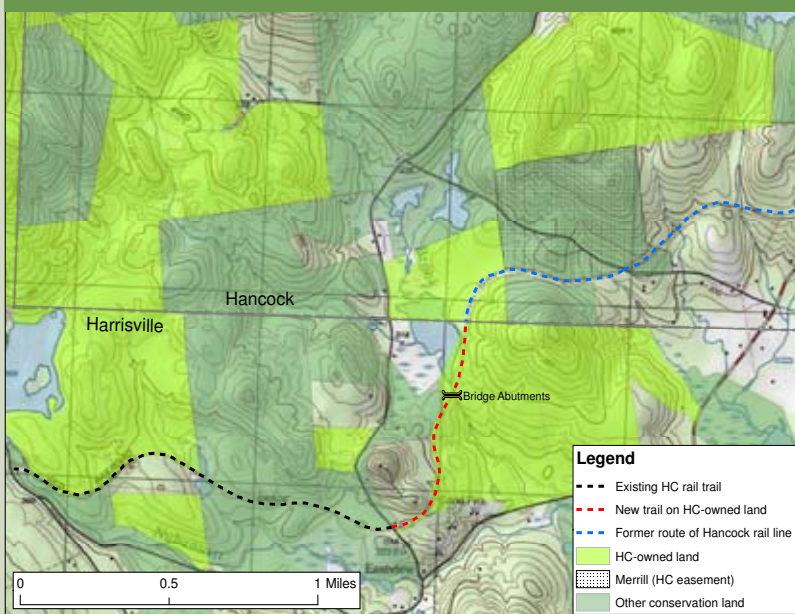 Hancock
Harrisville
Bridge Abutments
Eastview
Legend
Existing HC rail trail
New trail on HC-owned land
Former route of Hancock rail line
HC-owned land
Merrill (HC easement)
Other conservation land
0 0.5 1 Miles